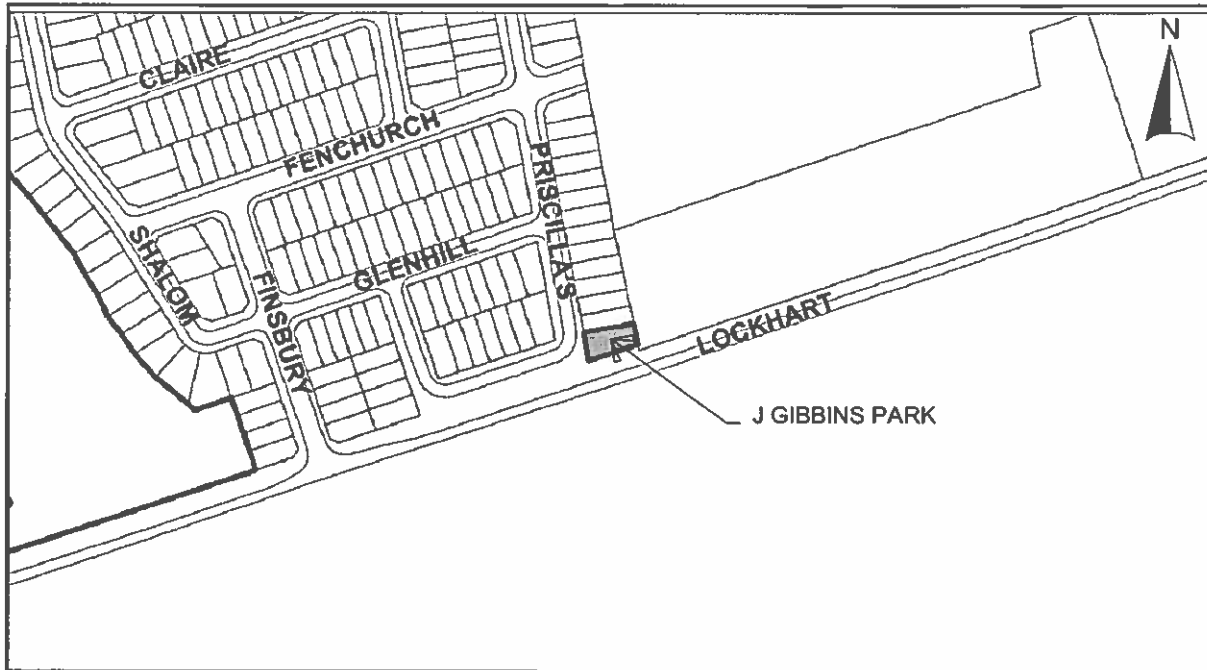 N
CLAIRE
FENCHURCH
PRISCILLA'S
SHALOM
FINSBURY
GLENHILL
LOCKHART
J GIBBINS PARK